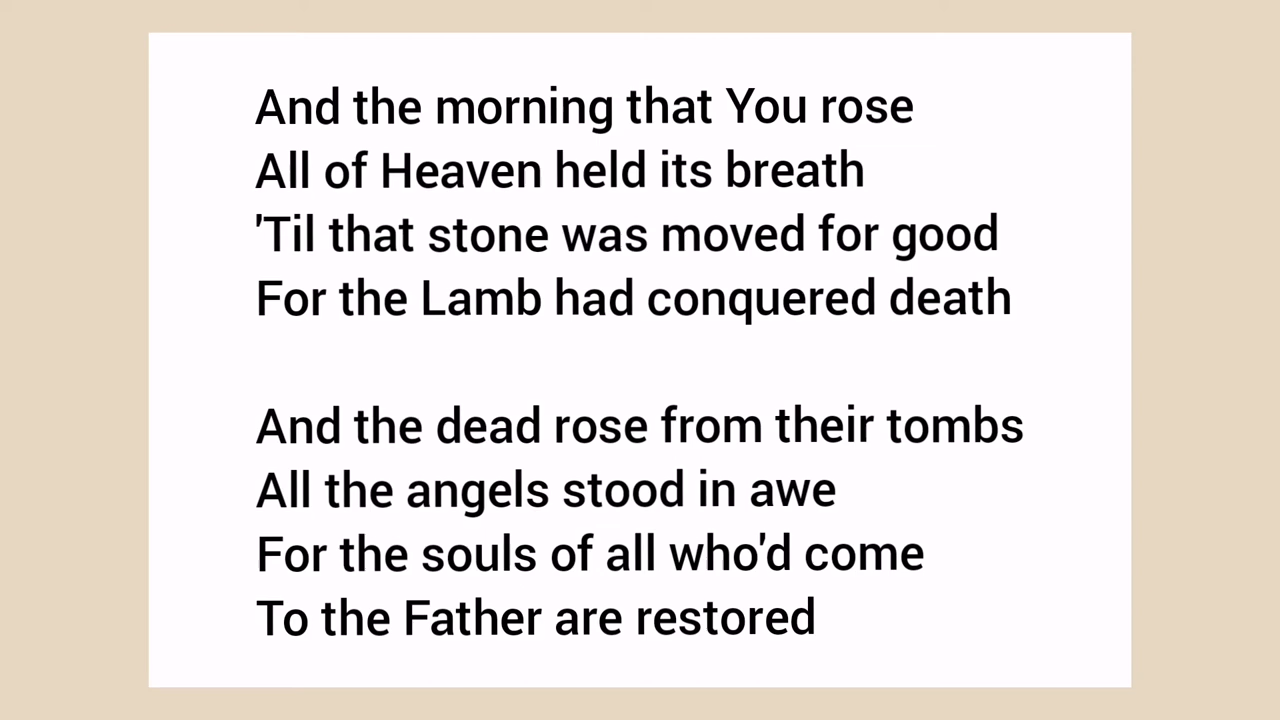 And the morning that You rose
All of Heaven held its breath
'Til that stone was moved for good
For the Lamb had conquered death

And the dead rose from their tombs
All the angels stood in awe
For the souls of all who'd come
To the Father are restored